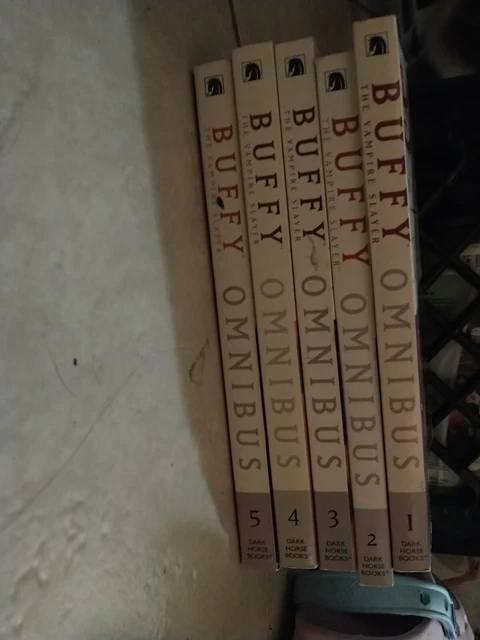 BUFFY
THE VAMPIRE SLAYER
OMNIBUS
5
DARK
HORSE
BOOKS®
BUFFY
THE VAMPIRE SLAYER
OMNIBUS
4
DARK
HORSE
BOOKS®
BUFFY
THE VAMPIRE SLAYER
OMNIBUS
3
DARK
HORSE
BOOKS®
BUFFY
THE VAMPIRE SLAYER
OMNIBUS
2
DARK
HORSE
BOOKS®
BUFFY
THE VAMPIRE SLAYER
OMNIBUS
1
DARK
HORSE
BOOKS®